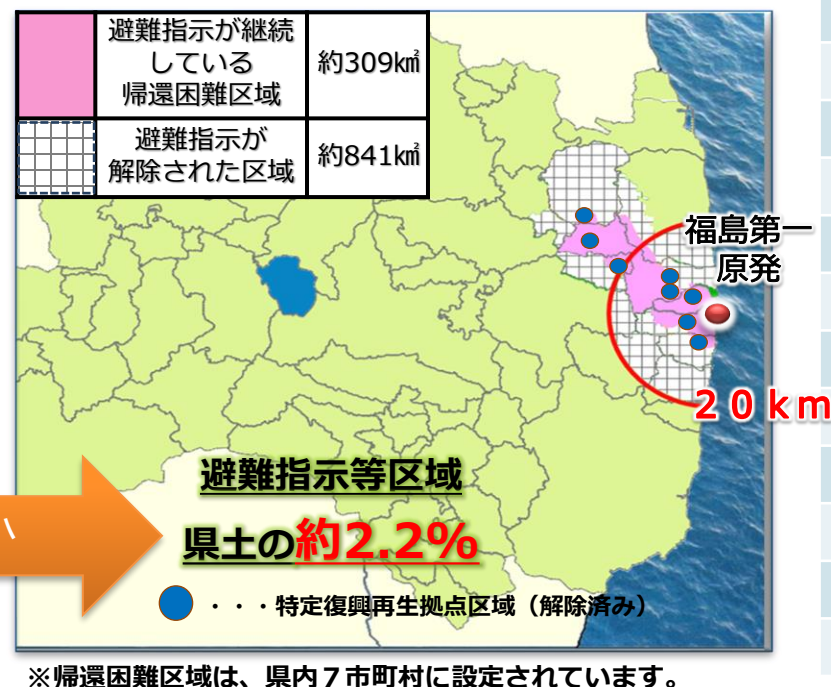 避難指示が継続
している
帰還困難区域
約309㎢
避難指示が
解除された区域
約841㎢
福島第一
原発
20km
避難指示等区域
県土の約2.2%
・・・特定復興再生拠点区域（解除済み）
※帰還困難区域は、県内７市町村に設定されています。